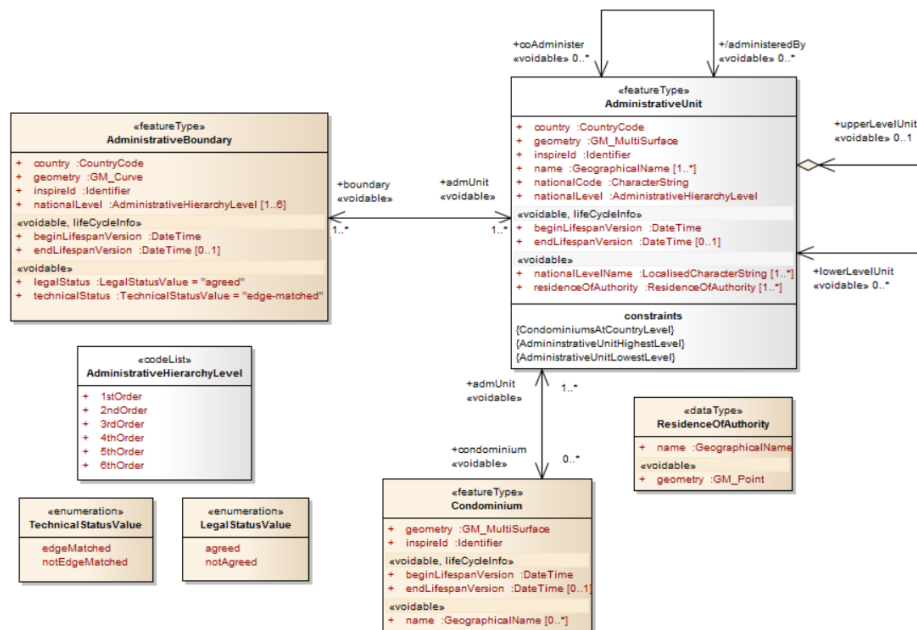 +coAdminister
«voidable» 0..*
+/administeredBy
«voidable» 0..*
«featureType»
AdministrativeUnit
+ country :CountryCode
+ geometry :GM_MultiSurface
+ inspireId :Identifier
+ name :GeographicalName [1..*]
+ nationalCode :CharacterString
+ nationalLevel :AdministrativeHierarchyLevel
«voidable, lifeCycleInfo»
+ beginLifespanVersion :DateTime
+ endLifespanVersion :DateTime [0..1]
«voidable»
+ nationalLevelName :LocalisedCharacterString [1..*]
+ residenceOfAuthority :ResidenceOfAuthority [1..*]
constraints
{CondominiumsAtCountryLevel}
{AdmininstrativeUnitHighestLevel}
{AdministrativeUnitLowestLevel}
+upperLevelUnit
«voidable» 0..1
+lowerLevelUnit
«voidable» 0..*
«featureType»
AdministrativeBoundary
+ country :CountryCode
+ geometry :GM_Curve
+ inspireId :Identifier
+ nationalLevel :AdministrativeHierarchyLevel [1..6]
«voidable, lifeCycleInfo»
+ beginLifespanVersion :DateTime
+ endLifespanVersion :DateTime [0..1]
«voidable»
+ legalStatus :LegalStatusValue = "agreed"
+ technicalStatus :TechnicalStatusValue = "edge-matched"
+boundary
«voidable»
1..*
+admUnit
«voidable»
1..*
«codeList»
AdministrativeHierarchyLevel
+ 1stOrder
+ 2ndOrder
+ 3rdOrder
+ 4thOrder
+ 5thOrder
+ 6thOrder
+admUnit
«voidable»
1..*
+condominium
«voidable»
0..*
«dataType»
ResidenceOfAuthority
+ name :GeographicalName
«voidable»
+ geometry :GM_Point
«enumeration»
TechnicalStatusValue
edgeMatched
notEdgeMatched
«enumeration»
LegalStatusValue
agreed
notAgreed
«featureType»
Condominium
+ geometry :GM_MultiSurface
+ inspireId :Identifier
«voidable, lifeCycleInfo»
+ beginLifespanVersion :DateTime
+ endLifespanVersion :DateTime [0..1]
«voidable»
+ name :GeographicalName [0..*]